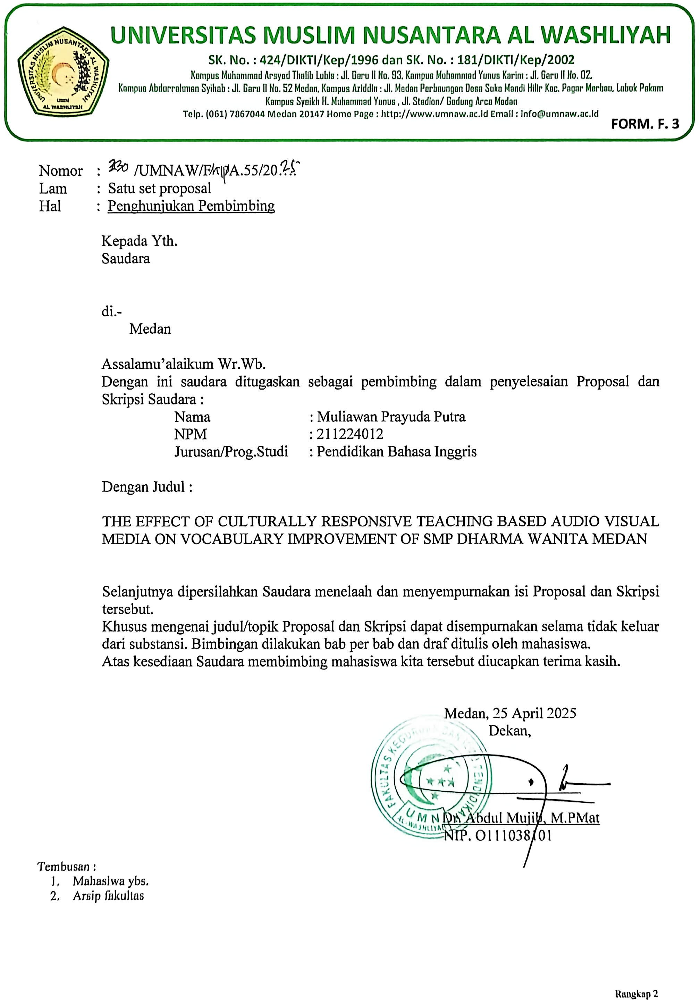 UNIVERSITAS MUSLIM NUSANTARA AL WASHLIYAH
SK. No. : 424/DIKTI/Kep/1996 dan SK. No. : 181/DIKTI/Kep/2002
Kampus Muhammad Arsyad Thalib Lubis : Jl. Garu II No. 93, Kampus Muhammad Yunus Karim : Jl. Garu II No. 02,
Kampus Abdurrahman Syihab : Jl. Garu II No. 52 Medan, Kampus Aziddin : Jl. Medan Perbaungan Desa Suka Mandi Hilir Kec. Pagar Merbau, Lubuk Pakam
Kampus Syeikh H. Muhammad Yunus , Jl. Stadion/ Gedung Arca Medan
Telp. (061) 7867044 Medan 20147 Home Page : http://www.umnaw.ac.id Email : info@umnaw.ac.id
FORM. F. 3
UNIVERSITAS MUSLIM NUSANTARA AL WASHLIYAH
UMN
AL WASHLIYAH
Nomor : 230 /UMNAW/Fkip/A.55/2025
Lam : Satu set proposal
Hal : Penghunjukan Pembimbing
Kepada Yth.
Saudara
di.-
Medan
Assalamu’alaikum Wr.Wb.
Dengan ini saudara ditugaskan sebagai pembimbing dalam penyelesaian Proposal dan
Skripsi Saudara :
Nama : Muliawan Prayuda Putra
NPM : 211224012
Jurusan/Prog.Studi : Pendidikan Bahasa Inggris
Dengan Judul :
THE EFFECT OF CULTURALLY RESPONSIVE TEACHING BASED AUDIO VISUAL
MEDIA ON VOCABULARY IMPROVEMENT OF SMP DHARMA WANITA MEDAN
Selanjutnya dipersilahkan Saudara menelaah dan menyempurnakan isi Proposal dan Skripsi
tersebut.
Khusus mengenai judul/topik Proposal dan Skripsi dapat disempurnakan selama tidak keluar
dari substansi. Bimbingan dilakukan bab per bab dan draf ditulis oleh mahasiswa.
Atas kesediaan Saudara membimbing mahasiswa kita tersebut diucapkan terima kasih.
Medan, 25 April 2025
Dekan,
FAKULTAS KEGURUAN DAN ILMU PENDIDIKAN
UMN
AL-WASHLIYAH
Dr. Abdul Mujib, M.PMat
NIP. O111038101
Tembusan :
1. Mahasiwa ybs.
2. Arsip fakultas
Rangkap 2